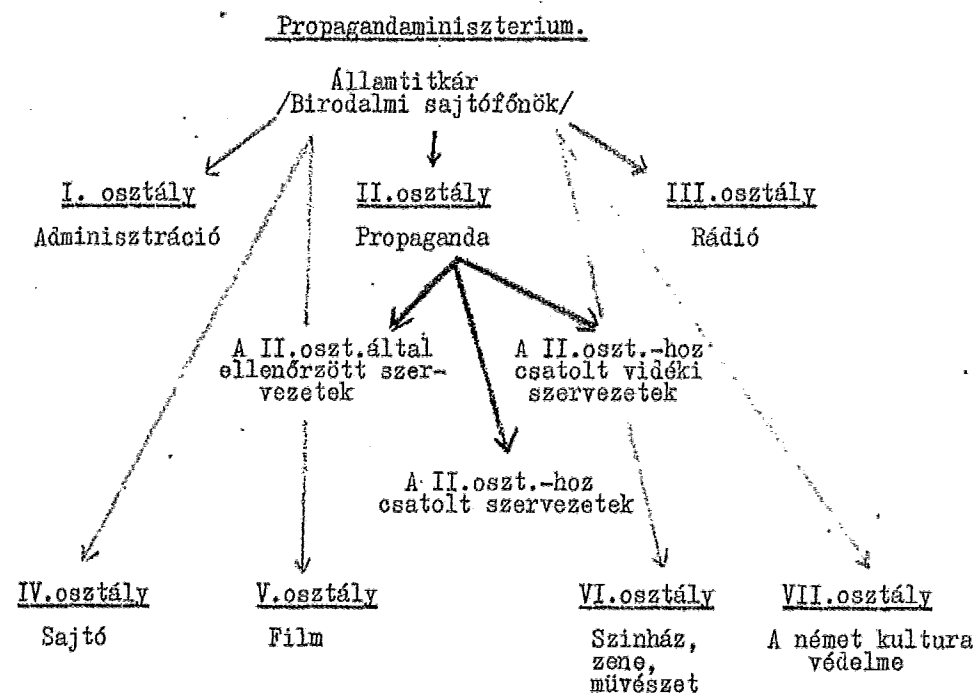 Propagandaminiszterium.
Államtitkár
/Birodalmi sajtófőnök/
I. osztály
Adminisztráció
II.osztály
Propaganda
III.osztály
Rádió
A II.oszt.által
ellenőrzött szer-
vezetek
A II.oszt.-hoz
csatolt vidéki
szervezetek
A II.oszt.-hoz
csatolt szervezetek
IV.osztály
Sajtó
V.osztály
Film
VI.osztály
Szinház,
zene,
müvészet
VII.osztály
A német kultura
védelme